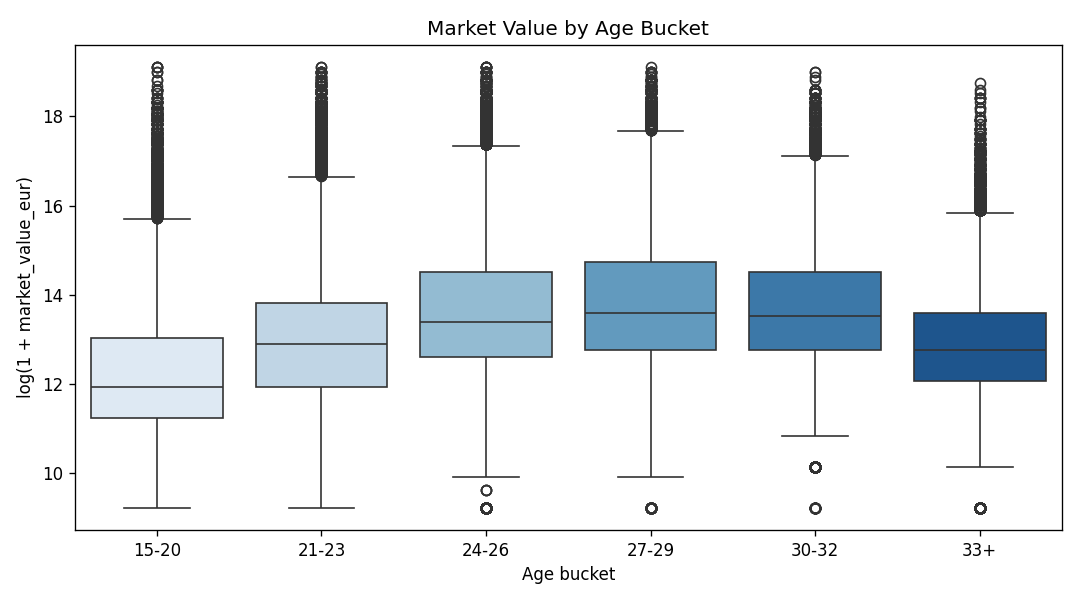 Market Value by Age Bucket
log(1 + market_value_eur)
18
16
14
12
10
15-20 21-23 24-26 27-29 30-32 33+
Age bucket